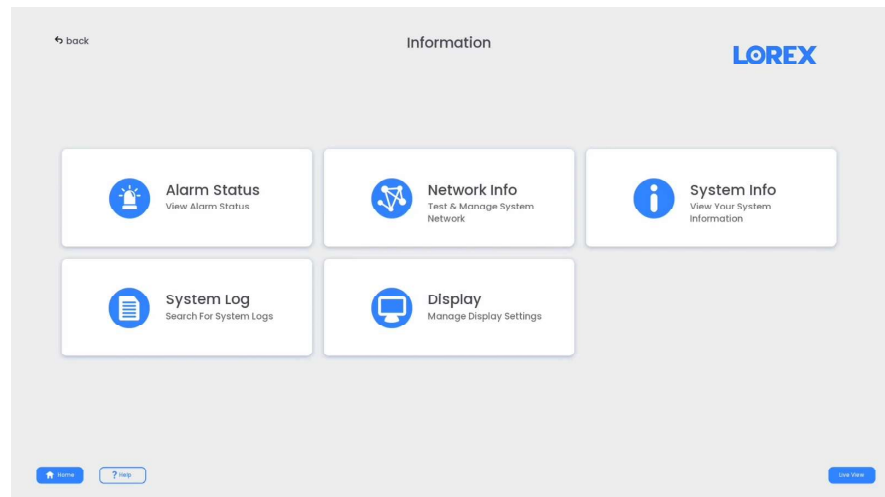 back
Information
LOREX
Alarm Status
View Alarm Status
Network Info
Test & Manage System
Network
System Info
View Your System
Information
System Log
Search For System Logs
Display
Manage Display Settings
Home
? Help
Live View